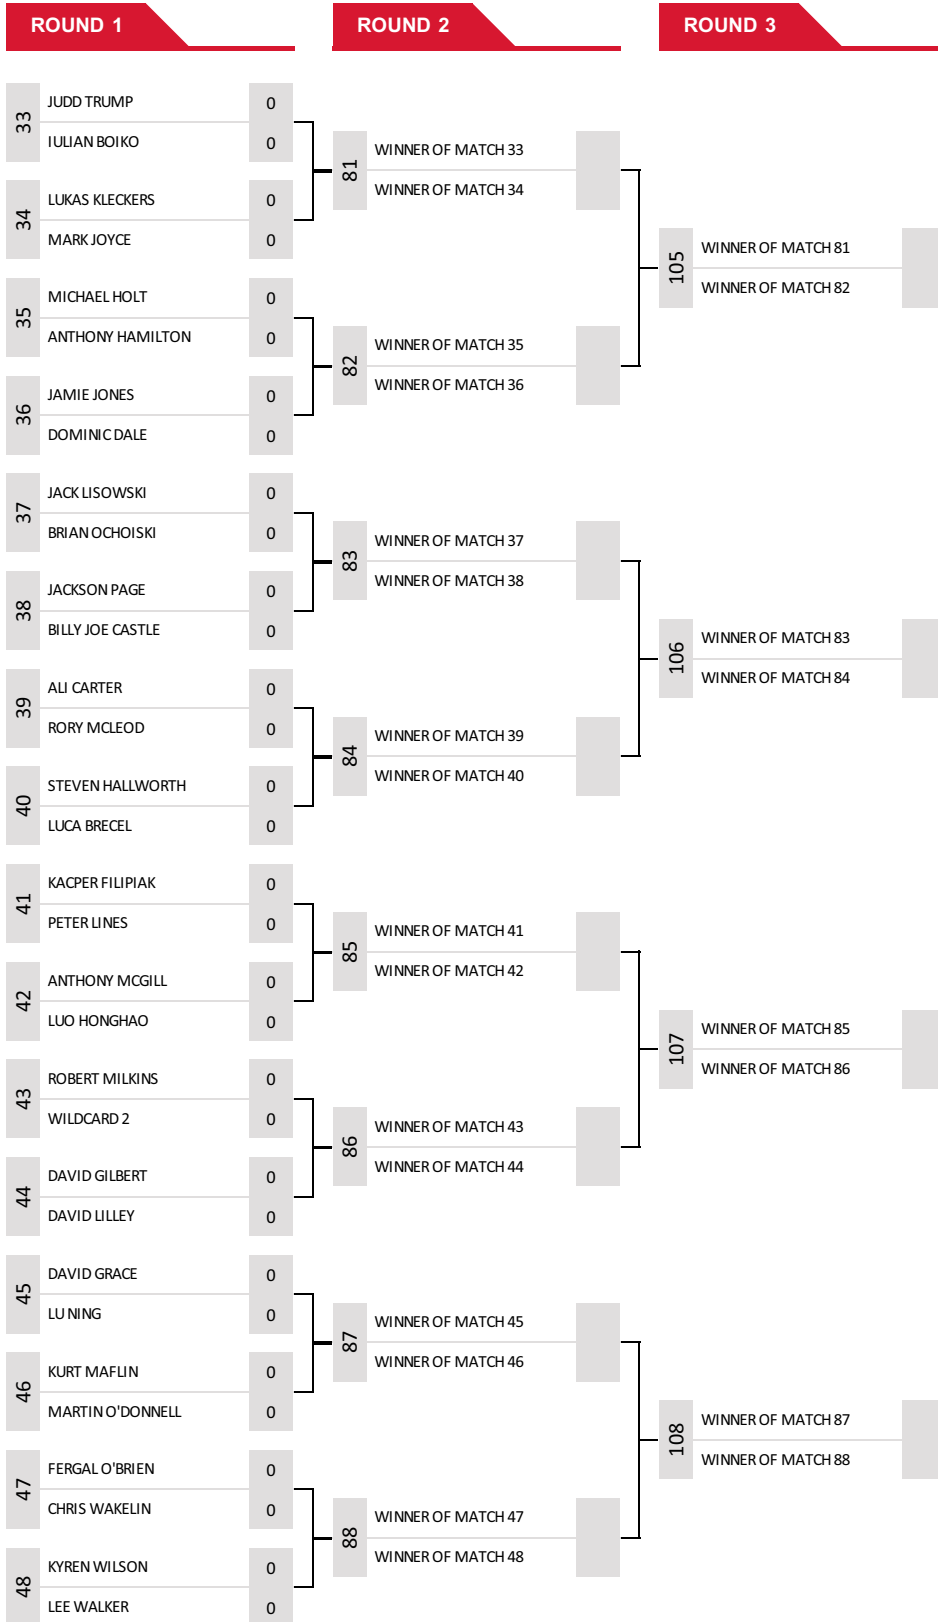 ROUND 1
ROUND 2
ROUND 3
33
JUDD TRUMP 0
IULIAN BOIKO 0
34
LUKAS KLECKERS 0
MARK JOYCE 0
35
MICHAEL HOLT 0
ANTHONY HAMILTON 0
36
JAMIE JONES 0
DOMINIC DALE 0
37
JACK LISOWSKI 0
BRIAN OCHOISKI 0
38
JACKSON PAGE 0
BILLY JOE CASTLE 0
39
ALI CARTER 0
RORY MCLEOD 0
40
STEVEN HALLWORTH 0
LUCA BRECEL 0
41
KACPER FILIPIAK 0
PETER LINES 0
42
ANTHONY MCGILL 0
LUO HONGHAO 0
43
ROBERT MILKINS 0
WILDCARD 2 0
44
DAVID GILBERT 0
DAVID LILLEY 0
45
DAVID GRACE 0
LU NING 0
46
KURT MAFLIN 0
MARTIN O'DONNELL 0
47
FERGAL O'BRIEN 0
CHRIS WAKELIN 0
48
KYREN WILSON 0
LEE WALKER 0
81
WINNER OF MATCH 33
WINNER OF MATCH 34
82
WINNER OF MATCH 35
WINNER OF MATCH 36
83
WINNER OF MATCH 37
WINNER OF MATCH 38
84
WINNER OF MATCH 39
WINNER OF MATCH 40
85
WINNER OF MATCH 41
WINNER OF MATCH 42
86
WINNER OF MATCH 43
WINNER OF MATCH 44
87
WINNER OF MATCH 45
WINNER OF MATCH 46
88
WINNER OF MATCH 47
WINNER OF MATCH 48
105
WINNER OF MATCH 81
WINNER OF MATCH 82
106
WINNER OF MATCH 83
WINNER OF MATCH 84
107
WINNER OF MATCH 85
WINNER OF MATCH 86
108
WINNER OF MATCH 87
WINNER OF MATCH 88